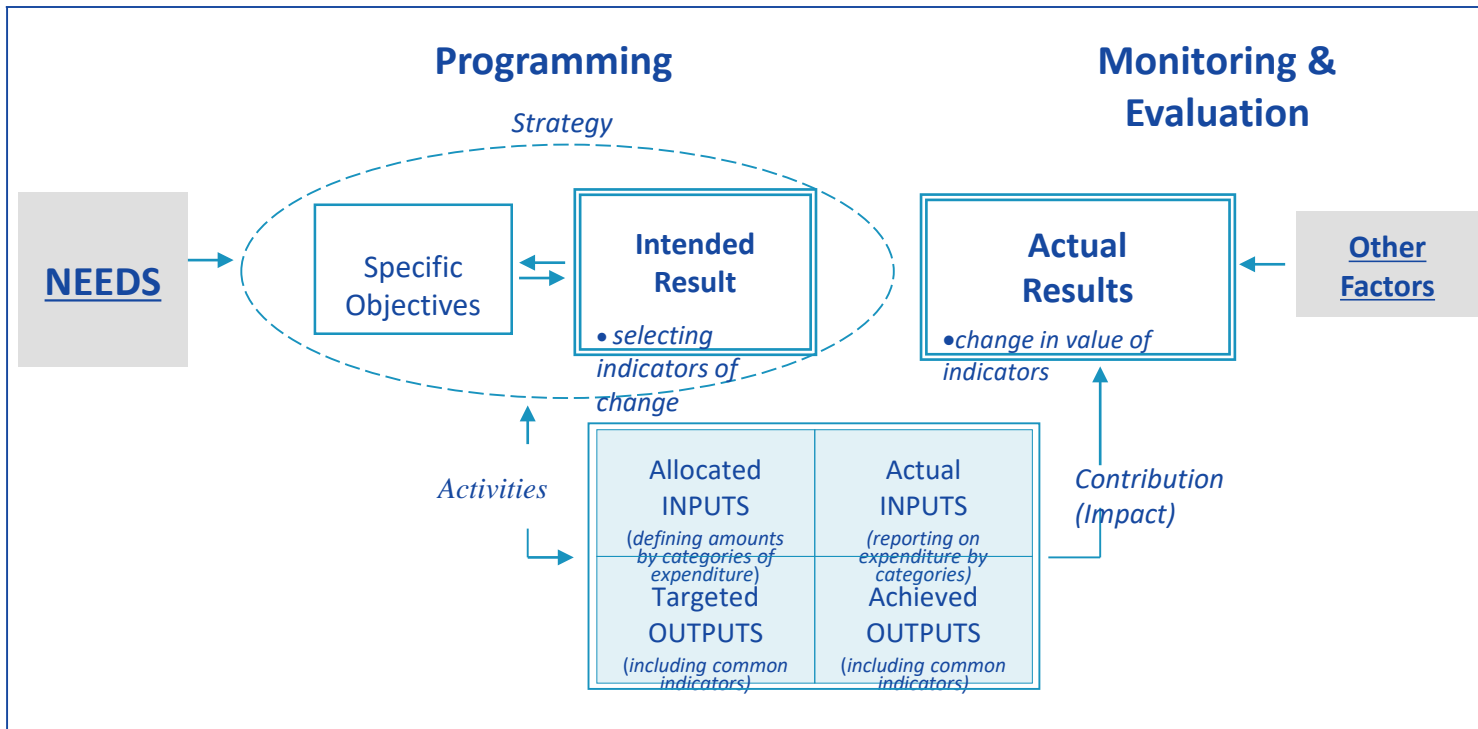 Programming
Monitoring &
Evaluation
Strategy
NEEDS
Specific
Objectives
Intended
Result
• selecting
indicators of
change
Actual
Results
•change in value of
indicators
Other
Factors
Activities
Allocated
INPUTS
(defining amounts
by categories of
expenditure)
Actual
INPUTS
(reporting on
expenditure by
categories)
Targeted
OUTPUTS
(including common
indicators)
Achieved
OUTPUTS
(including common
indicators)
Contribution
(Impact)